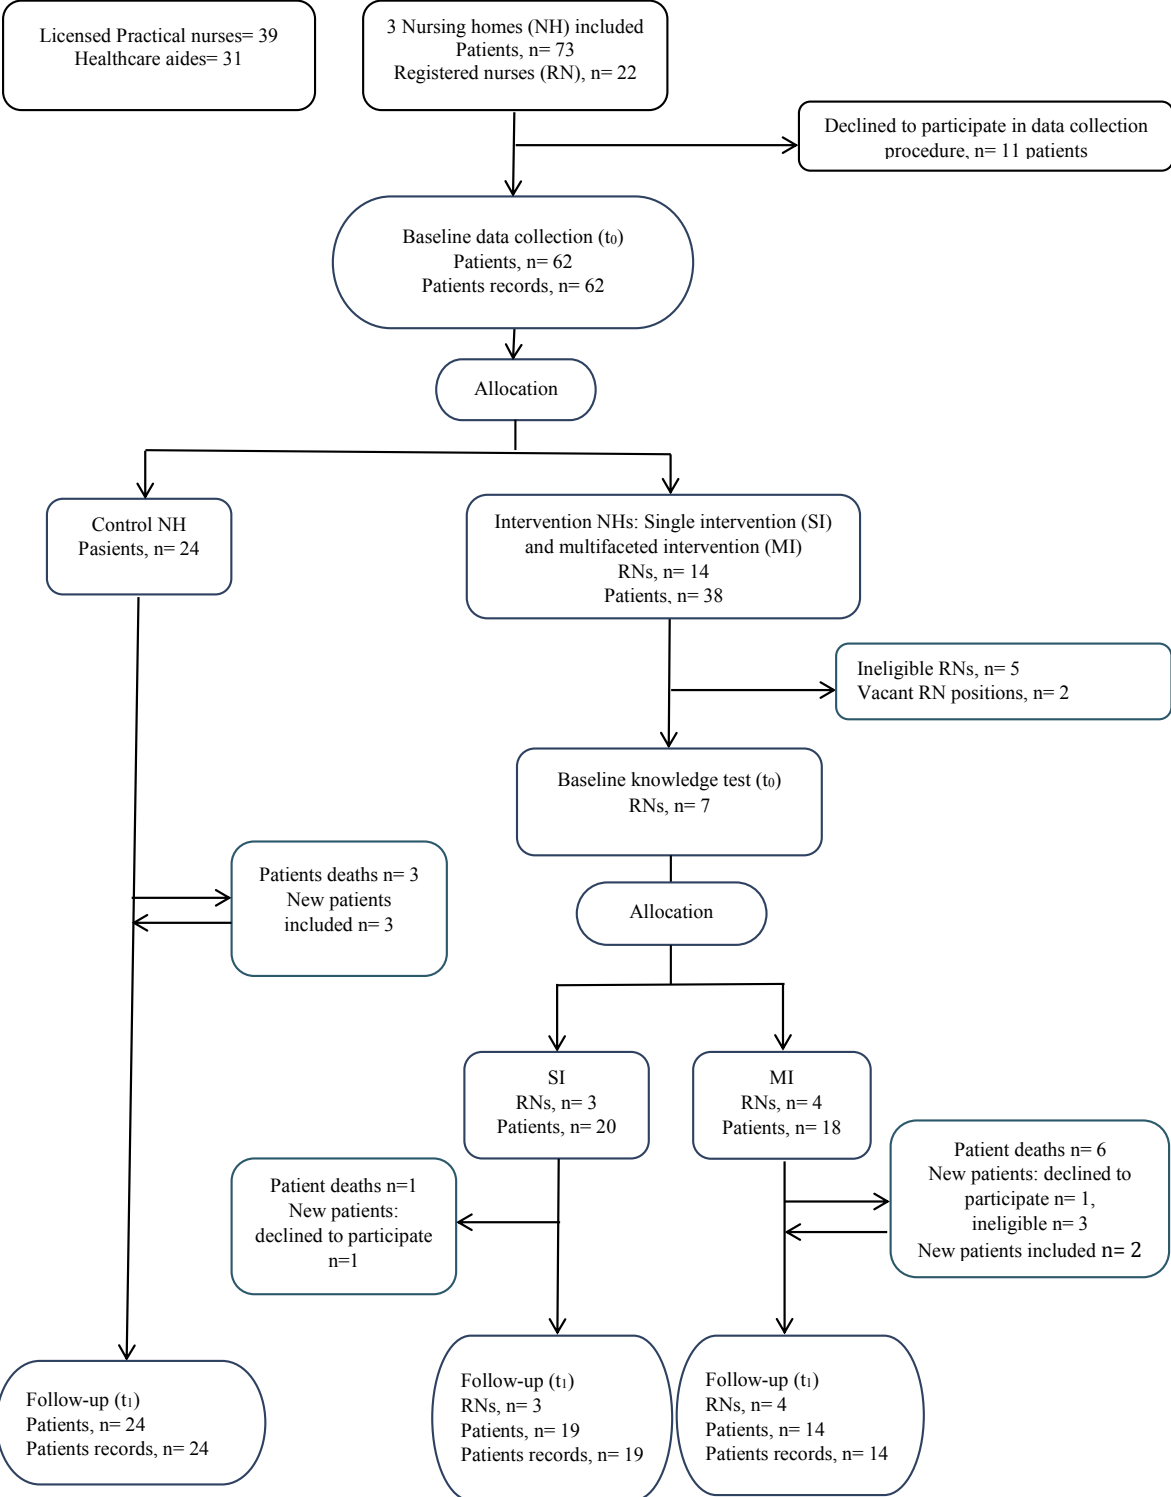 Licensed Practical nurses= 39
Healthcare aides= 31
3 Nursing homes (NH) included
Patients, n= 73
Registered nurses (RN), n= 22
Declined to participate in data collection
procedure, n= 11 patients
Baseline data collection (t₀)
Patients, n= 62
Patients records, n= 62
Allocation
Control NH
Pasients, n= 24
Intervention NHs: Single intervention (SI)
and multifaceted intervention (MI)
RNs, n= 14
Patients, n= 38
Ineligible RNs, n= 5
Vacant RN positions, n= 2
Baseline knowledge test (t₀)
RNs, n= 7
Patients deaths n= 3
New patients
included n= 3
Allocation
SI
RNs, n= 3
Patients, n= 20
MI
RNs, n= 4
Patients, n= 18
Patient deaths n=1
New patients:
declined to participate
n=1
Patient deaths n= 6
New patients: declined to
participate n= 1,
ineligible n= 3
New patients included n= 2
Follow-up (t₁)
Patients, n= 24
Patients records, n= 24
Follow-up (t₁)
RNs, n= 3
Patients, n= 19
Patients records, n= 19
Follow-up (t₁)
RNs, n= 4
Patients, n= 14
Patients records, n= 14